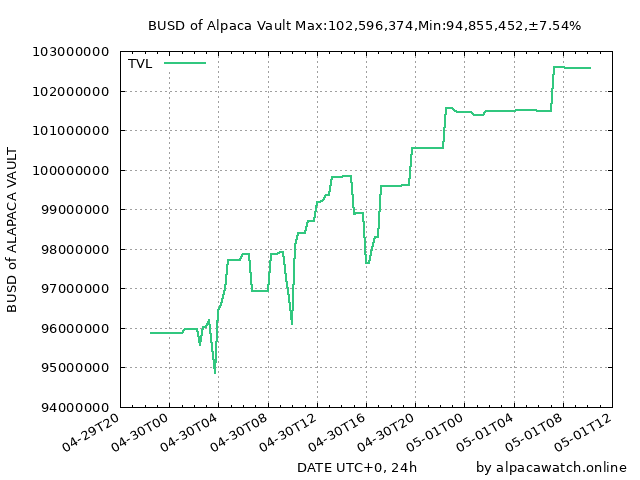 BUSD of Alpaca Vault Max:102,596,374,Min:94,855,452,±7.54%
103000000
TVL
102000000
101000000
100000000
99000000
98000000
97000000
96000000
95000000
94000000
BUSD of ALAPACA VAULT
04-29T20
04-30T00
04-30T04
04-30T08
04-30T12
04-30T16
04-30T20
05-01T00
05-01T04
05-01T08
05-01T12
DATE UTC+0, 24h
by alpacawatch.online